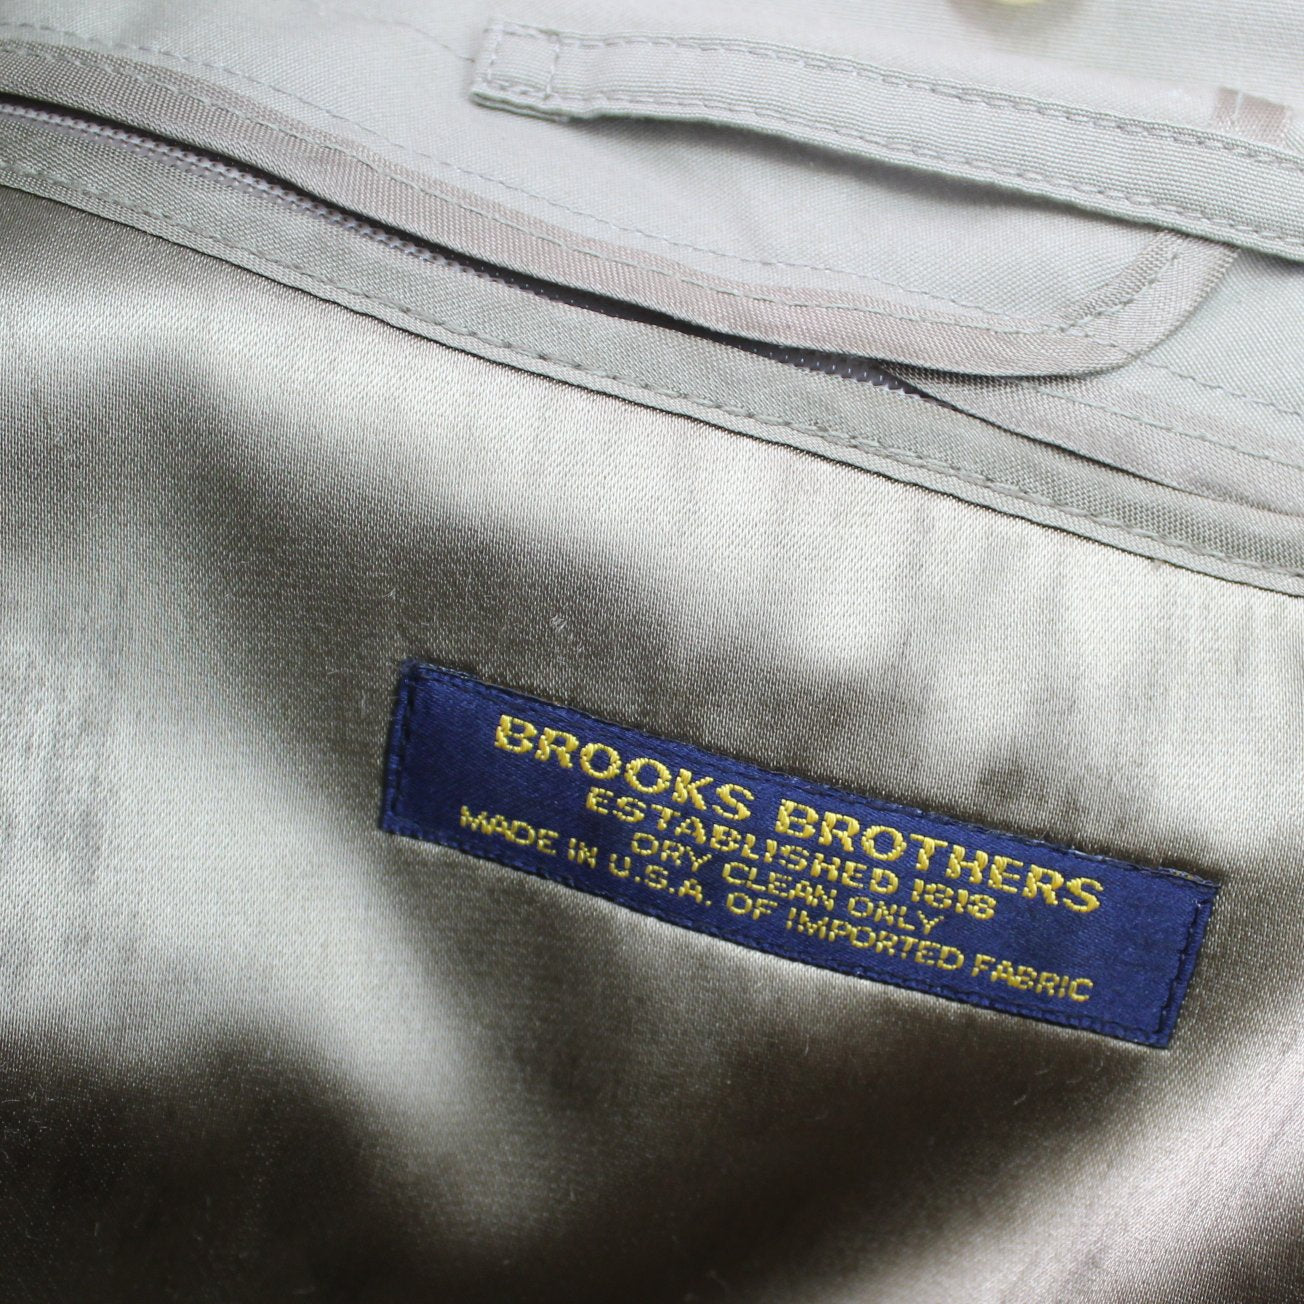 BROOKS BROTHERS
ESTABLISHED 1818
DRY CLEAN ONLY
MADE IN U.S.A. OF IMPORTED FABRIC